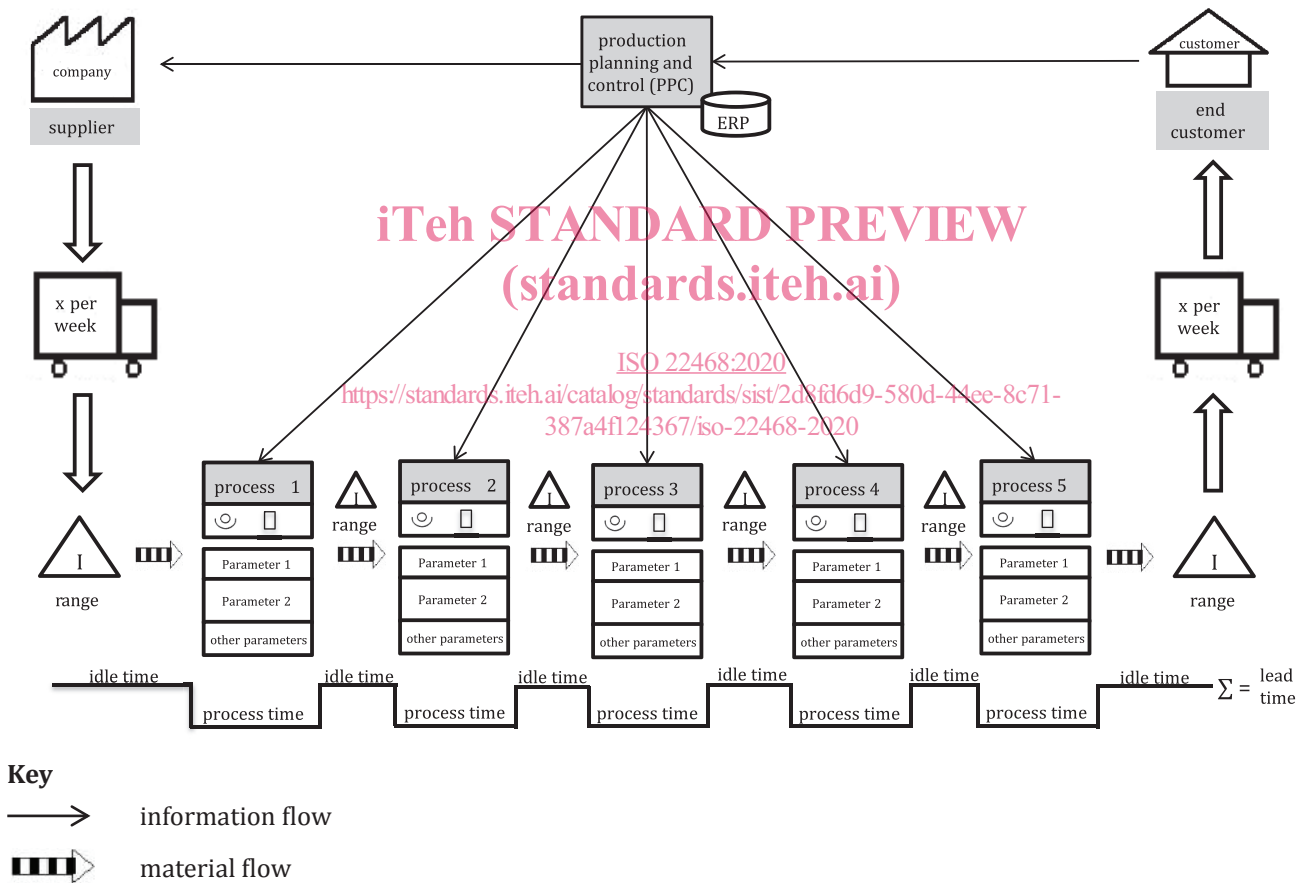 company
supplier
production
planning and
control (PPC)
ERP
customer
end
customer
iTeh STANDARD PREVIEW
(standards.iteh.ai)
x per
week
x per
week
ISO 22468:2020
https://standards.iteh.ai/catalog/standards/sist/2d8fd6d9-580d-44ee-8c71-
387a4f124367/iso-22468-2020
I
range
process 1
Parameter 1
Parameter 2
other parameters
I
range
process 2
Parameter 1
Parameter 2
other parameters
I
range
process 3
Parameter 1
Parameter 2
other parameters
I
range
process 4
Parameter 1
Parameter 2
other parameters
I
range
process 5
Parameter 1
Parameter 2
other parameters
I
range
idle time
process time
idle time
process time
idle time
process time
idle time
process time
idle time
process time
idle time
∑ = lead
time
Key
information flow
material flow